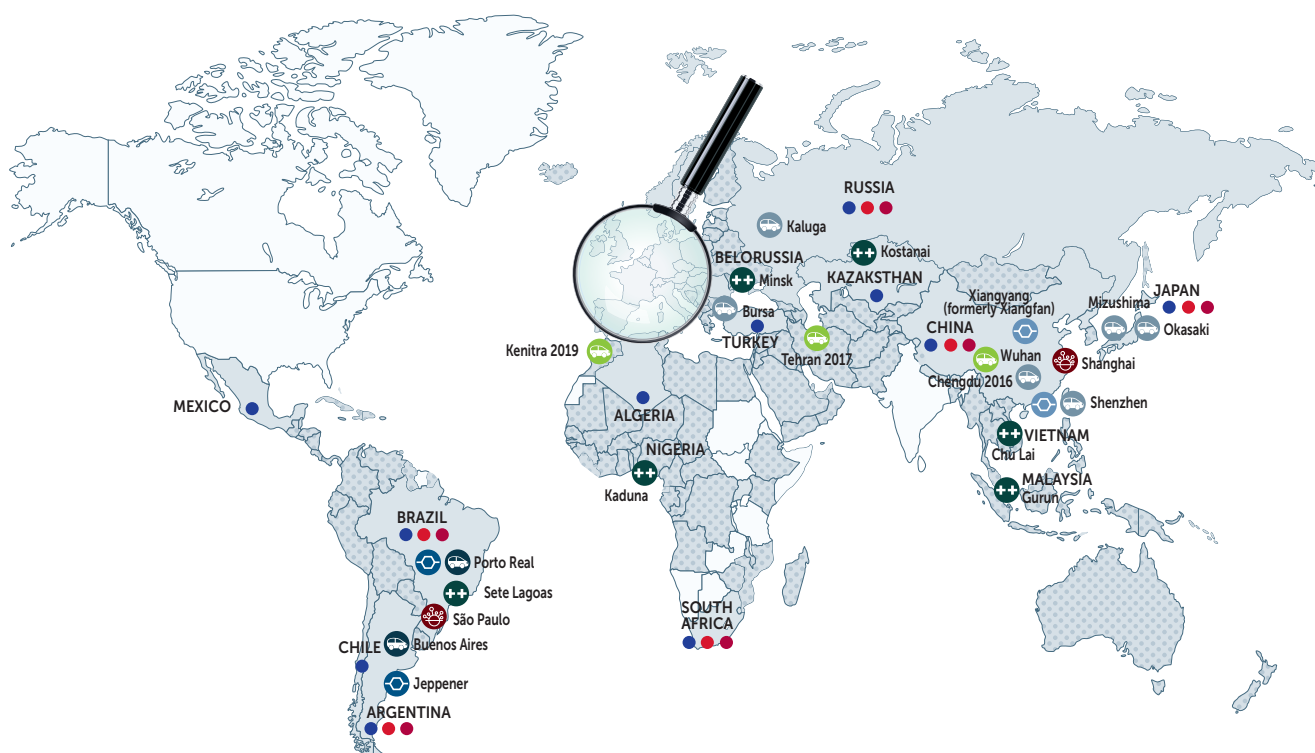 RUSSIA
Kaluga
Kostanai
BELORUSSIA
Minsk
KAZAKSTHAN
Xiangyang
(formerly Xiangfan)
Mizushima
JAPAN
Okasaki
Bursa
TURKEY
CHINA
Kenitra 2019
Tehran 2017
Wuhan
Shanghai
Chengdu 2016
Shenzhen
MEXICO
ALGERIA
VIETNAM
Chu Lai
NIGERIA
Kaduna
MALAYSIA
Gurun
BRAZIL
Porto Real
Sete Lagoas
São Paulo
SOUTH
AFRICA
CHILE
Buenos Aires
Jeppener
ARGENTINA